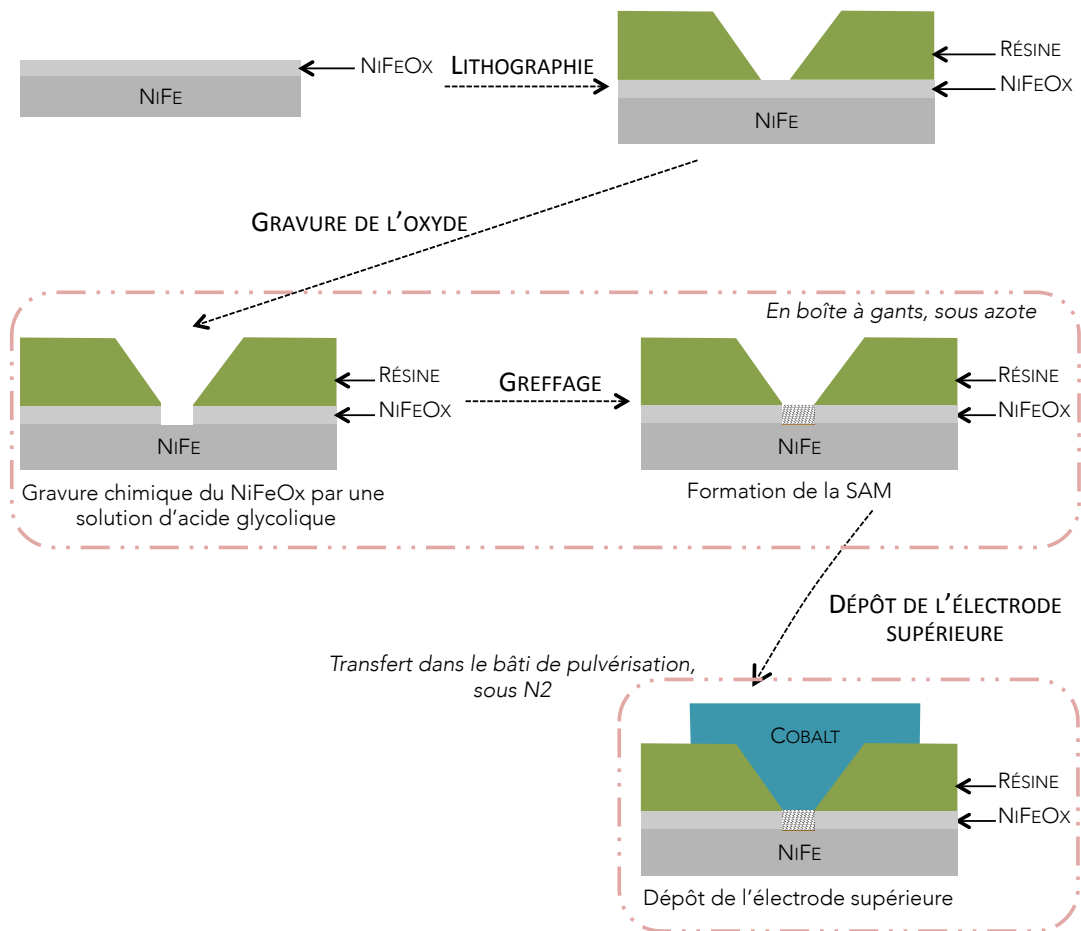 NiFeOx
NiFe
Lithographie
Résine
NiFeOx
NiFe
Gravure de l'oxyde
En boîte à gants, sous azote
Résine
NiFeOx
NiFe
Gravure chimique du NiFeOx par une
solution d'acide glycolique
Greffage
Résine
NiFeOx
NiFe
Formation de la SAM
Dépôt de l'électrode
supérieure
Transfert dans le bâti de pulvérisation,
sous N2
Cobalt
Résine
NiFeOx
NiFe
Dépôt de l'électrode supérieure